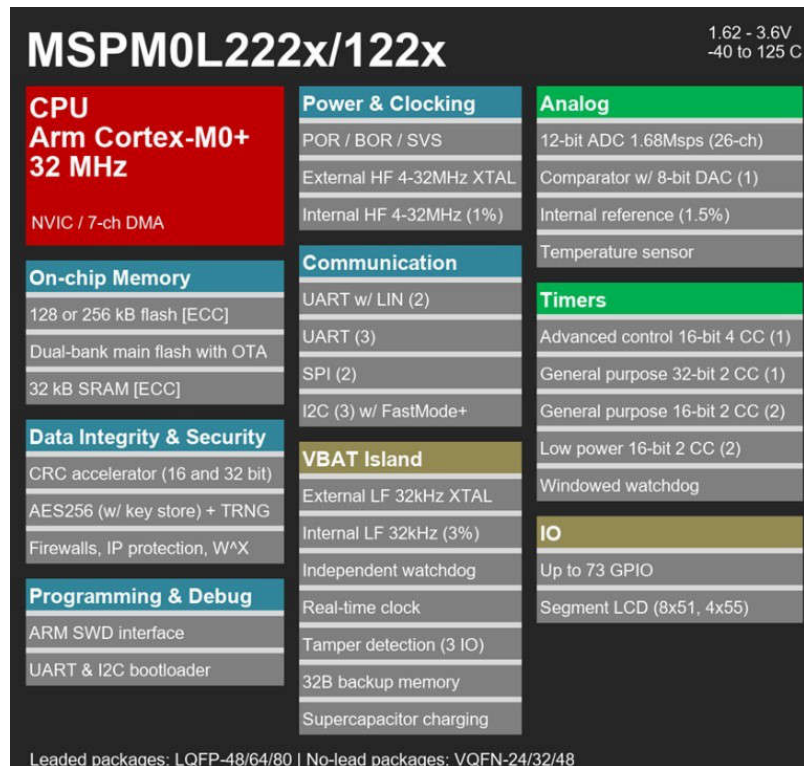 MSPM0L222x/122x
1.62 - 3.6V
-40 to 125 C
CPU
Arm Cortex-M0+
32 MHz
NVIC / 7-ch DMA
On-chip Memory
128 or 256 kB flash [ECC]
Dual-bank main flash with OTA
32 kB SRAM [ECC]
Data Integrity & Security
CRC accelerator (16 and 32 bit)
AES256 (w/ key store) + TRNG
Firewalls, IP protection, W^X
Programming & Debug
ARM SWD interface
UART & I2C bootloader
Power & Clocking
POR / BOR / SVS
External HF 4-32MHz XTAL
Internal HF 4-32MHz (1%)
Communication
UART w/ LIN (2)
UART (3)
SPI (2)
I2C (3) w/ FastMode+
VBAT Island
External LF 32kHz XTAL
Internal LF 32kHz (3%)
Independent watchdog
Real-time clock
Tamper detection (3 IO)
32B backup memory
Supercapacitor charging
Analog
12-bit ADC 1.68Msps (26-ch)
Comparator w/ 8-bit DAC (1)
Internal reference (1.5%)
Temperature sensor
Timers
Advanced control 16-bit 4 CC (1)
General purpose 32-bit 2 CC (1)
General purpose 16-bit 2 CC (2)
Low power 16-bit 2 CC (2)
Windowed watchdog
IO
Up to 73 GPIO
Segment LCD (8x51, 4x55)
Leaded packages: LQFP-48/64/80 | No-lead packages: VQFN-24/32/48